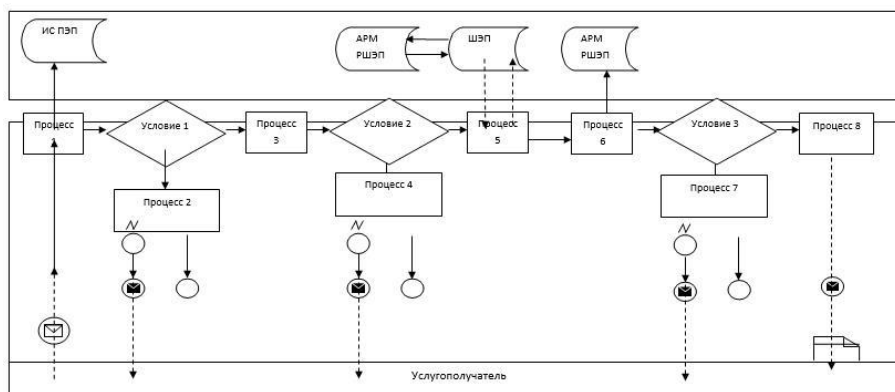 ИС ПЭП
АРМ
РШЭП
ШЭП
АРМ
РШЭП
Процесс
Условие 1
Процесс
3
Условие 2
Процесс
5
Процесс
6
Условие 3
Процесс 8
Процесс 2
Процесс 4
Процесс 7
Услугополучатель